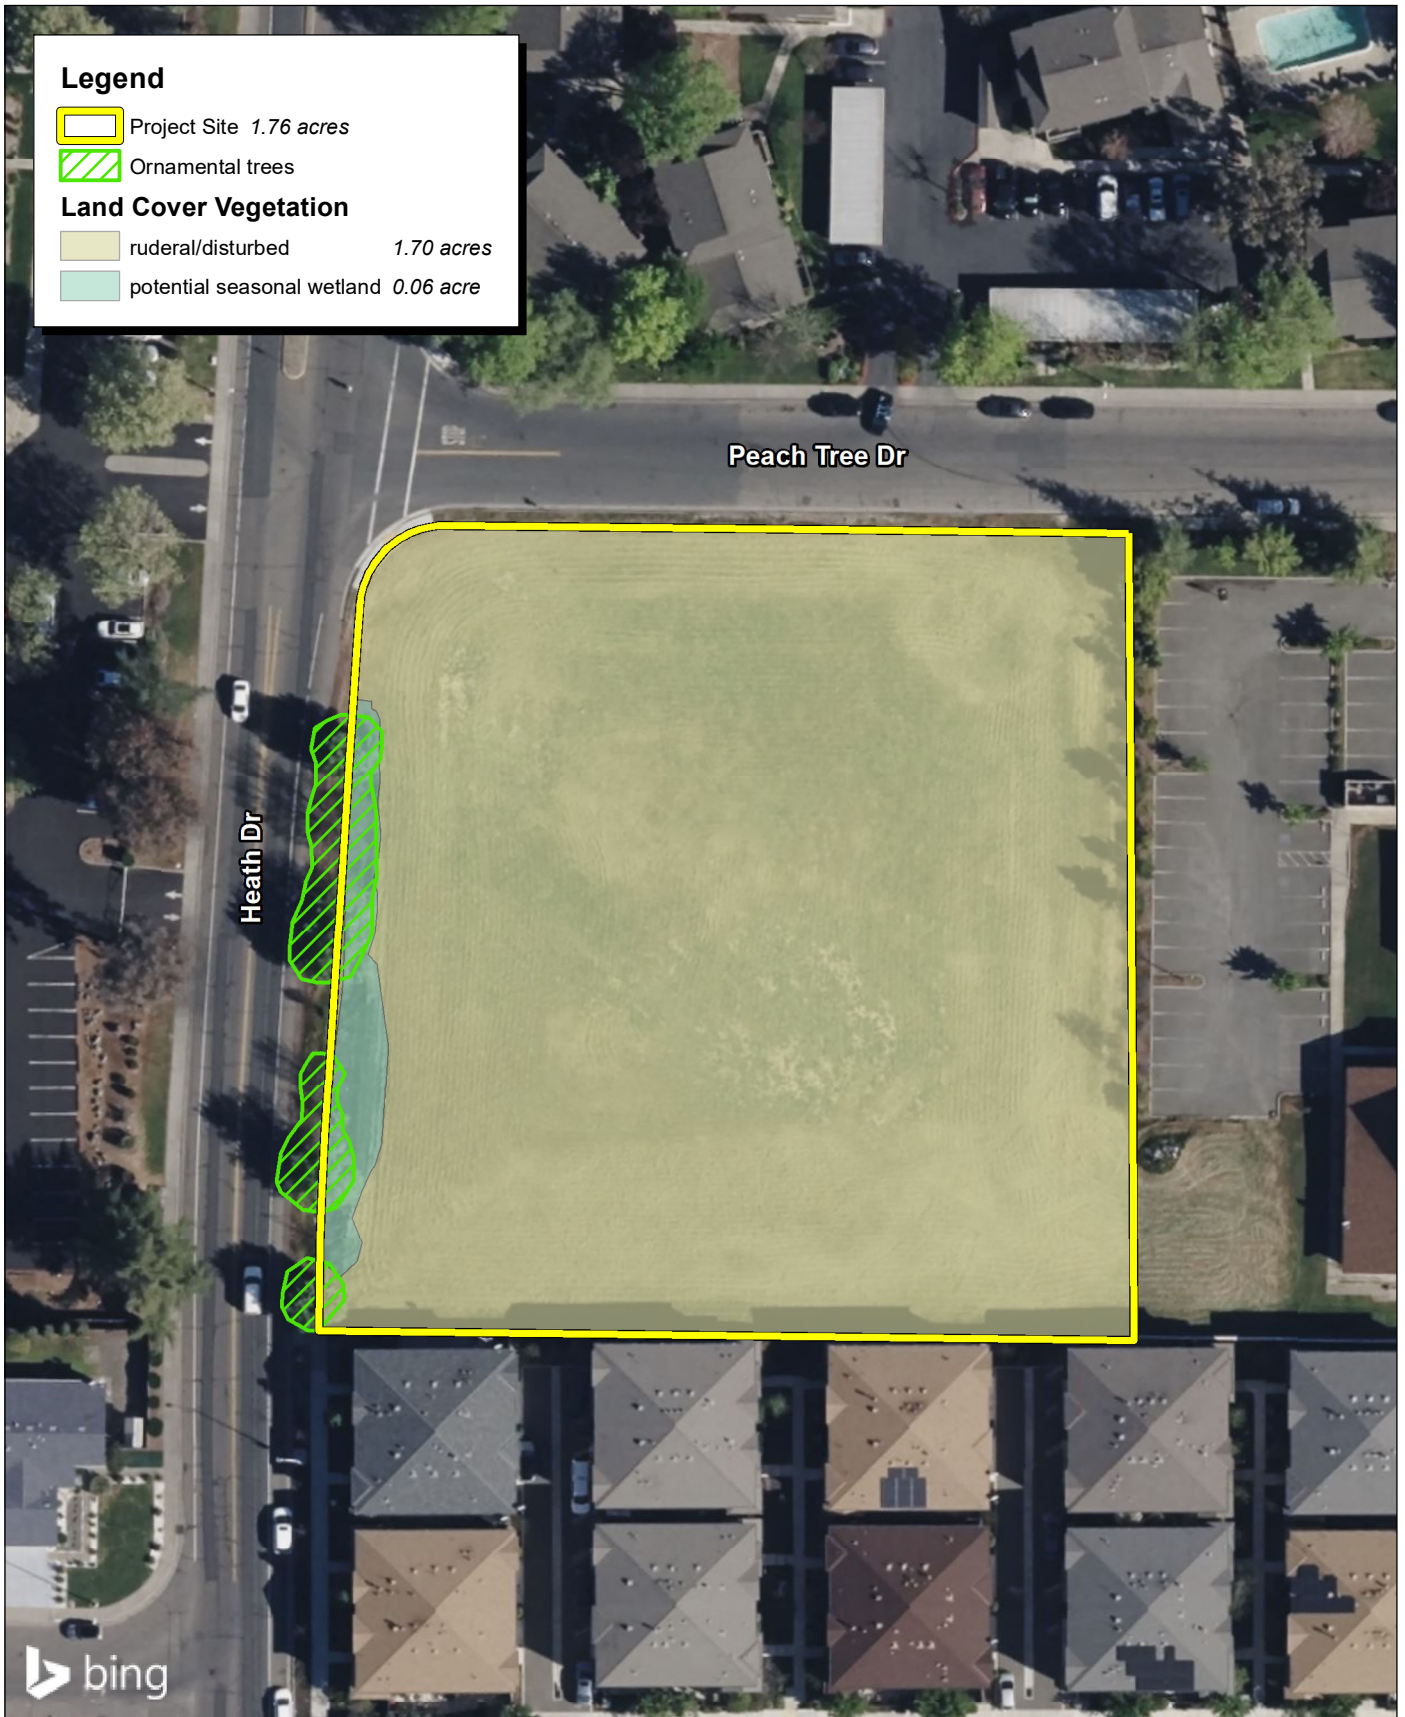 Legend
Project Site 1.76 acres
Ornamental trees
Land Cover Vegetation
ruderal/disturbed 1.70 acres
potential seasonal wetland 0.06 acre
STOP
Peach Tree Dr
Heath Dr
bing